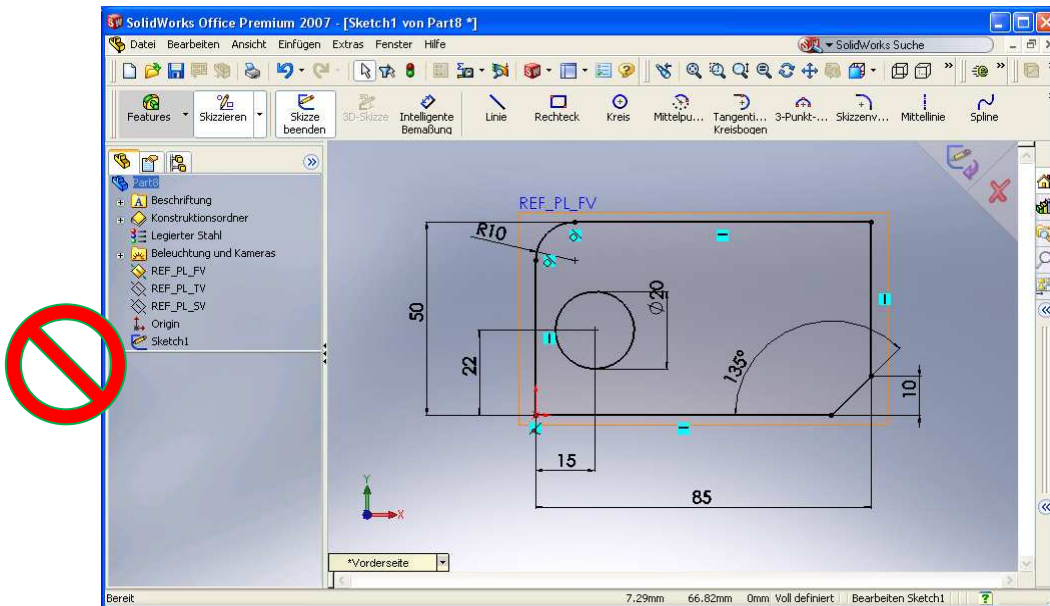 SolidWorks Office Premium 2007 - [Sketch1 von Part8 *]
Datei Bearbeiten Ansicht Einfügen Extras Fenster Hilfe
SolidWorks Suche
Features
Skizzieren
Skizze beenden
3D-Skizze
Intelligente Bemaßung
Linie
Rechteck
Kreis
Mittelpu...
Tangenti... Kreisbogen
3-Punkt-...
Skizzenv...
Mittellinie
Spline
Part8
A Beschriftung
Konstruktionsordner
Legierter Stahl
Beleuchtung und Kameras
REF_PL_FV
REF_PL_TV
REF_PL_SV
Origin
Sketch1
REF_PL_FV
R10
50
22
⌀20
135°
10
15
85
Y
X
*Vorderseite
Bereit
7.29mm 66.82mm 0mm Voll definiert Bearbeiten Sketch1